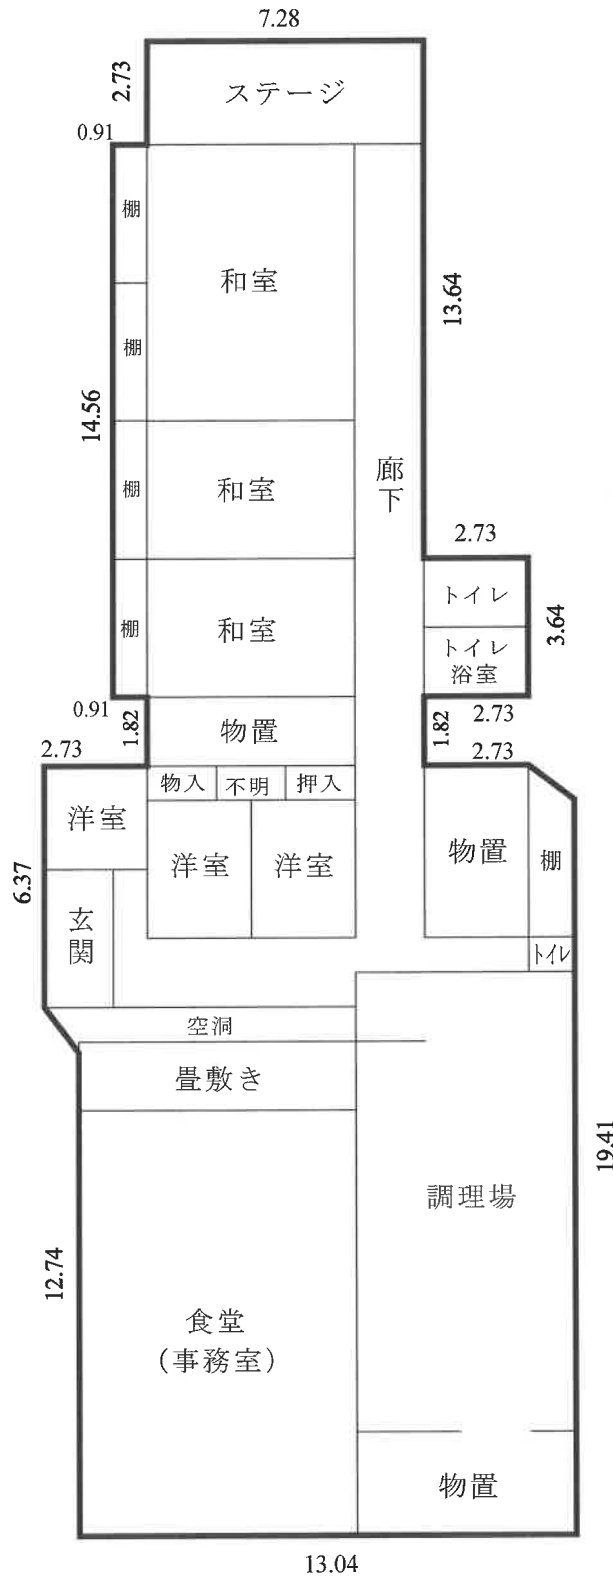 7.28
2.73
ステージ
0.91
棚
和室
13.64
棚
14.56
棚
和室
廊
下
2.73
トイレ
3.64
棚
和室
トイレ
浴室
0.91
1.82
物置
1.82
2.73
2.73
2.73
物入
不明
押入
洋室
洋室
洋室
物置
棚
6.37
玄
関
トイレ
空洞
畳敷き
19.41
調理場
12.74
食堂
（事務室）
物置
13.04